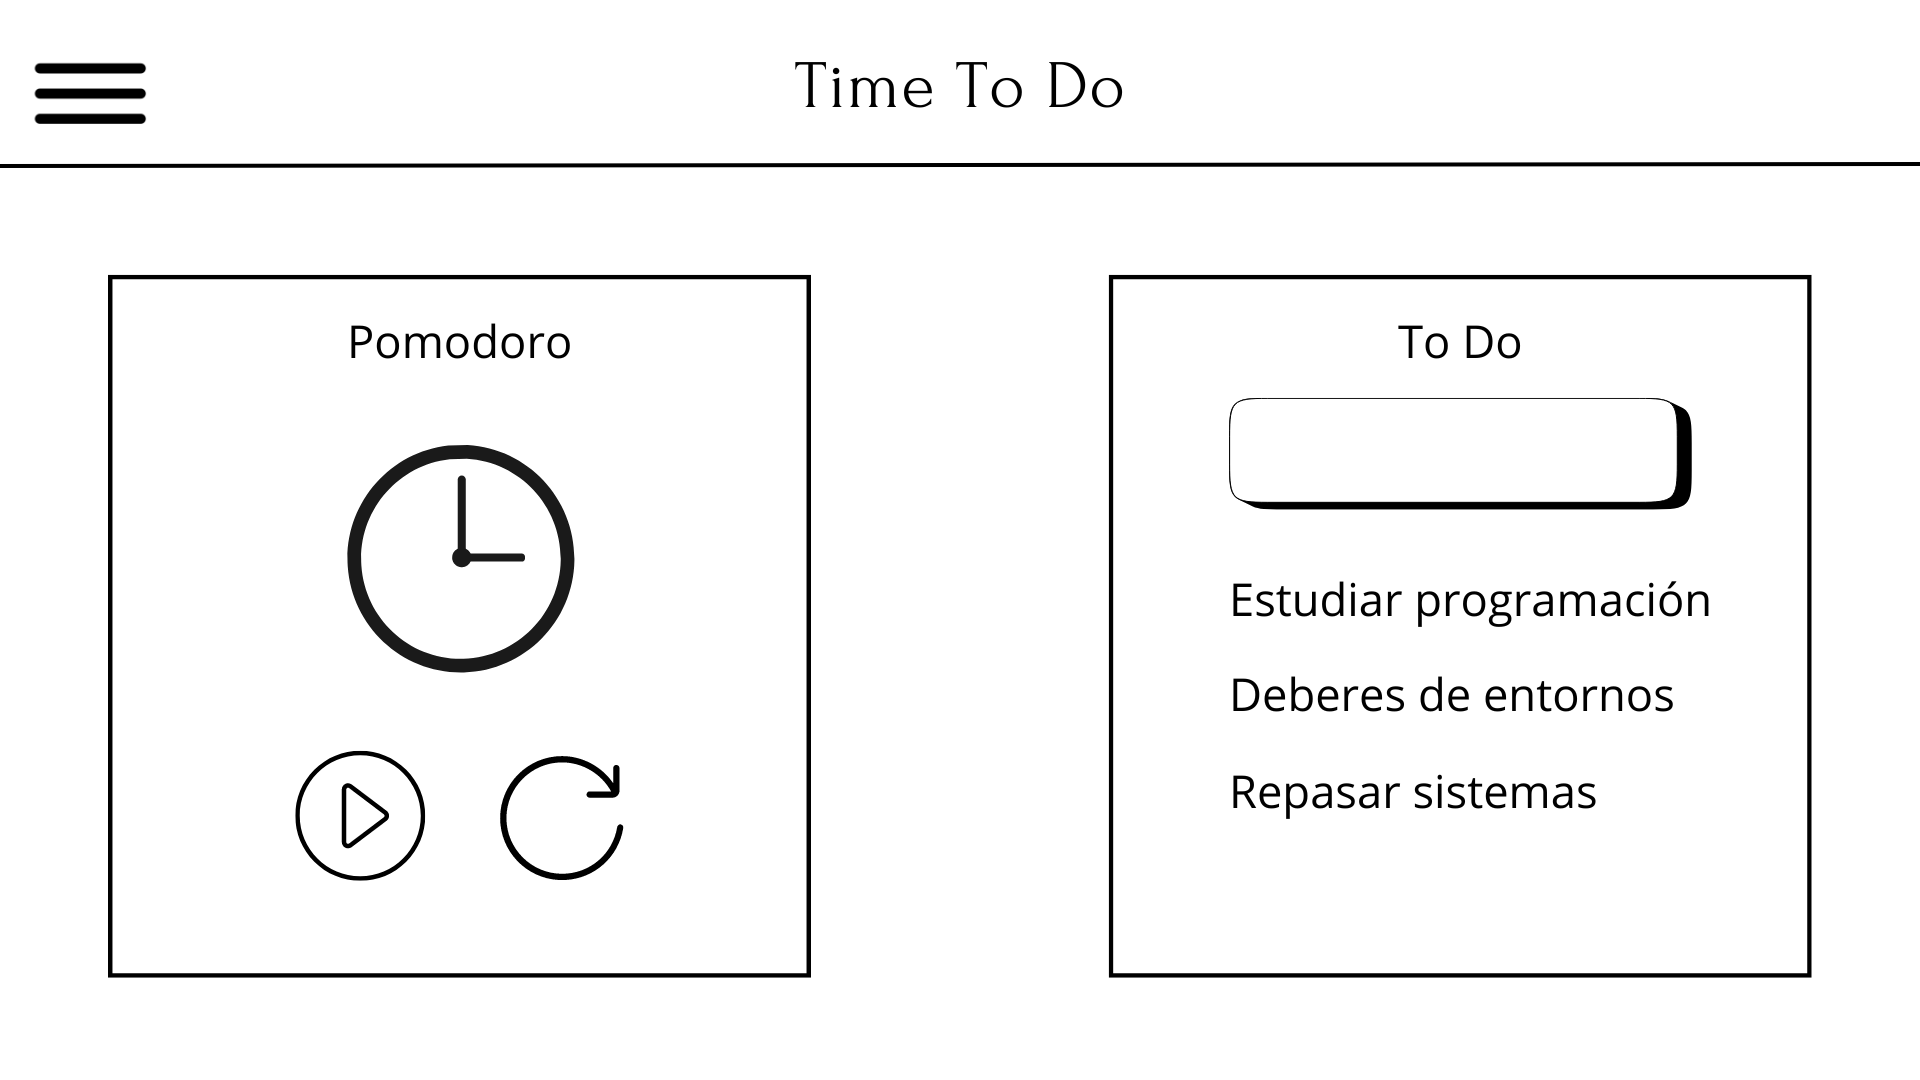 Time To Do
Pomodoro
To Do
Estudiar programación
Deberes de entornos
Repasar sistemas